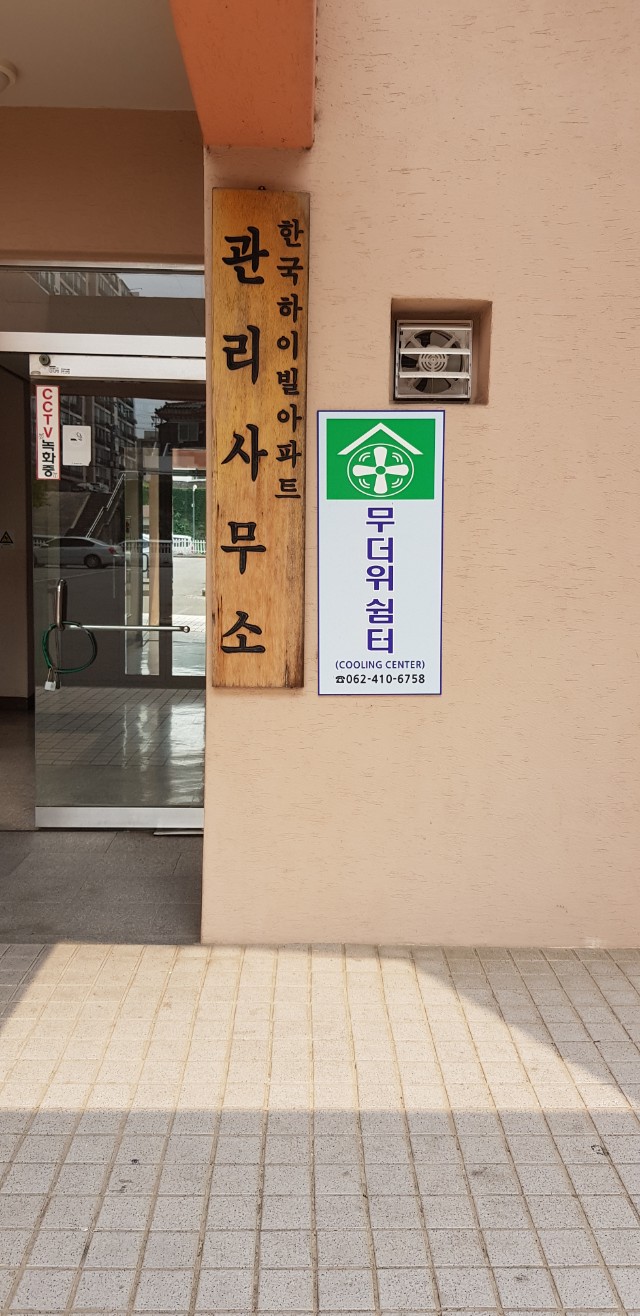 한국하이빌아파트
관리사무소
무더위쉼터
(COOLING CENTER)
☎062-410-6758
CCTV
녹화중